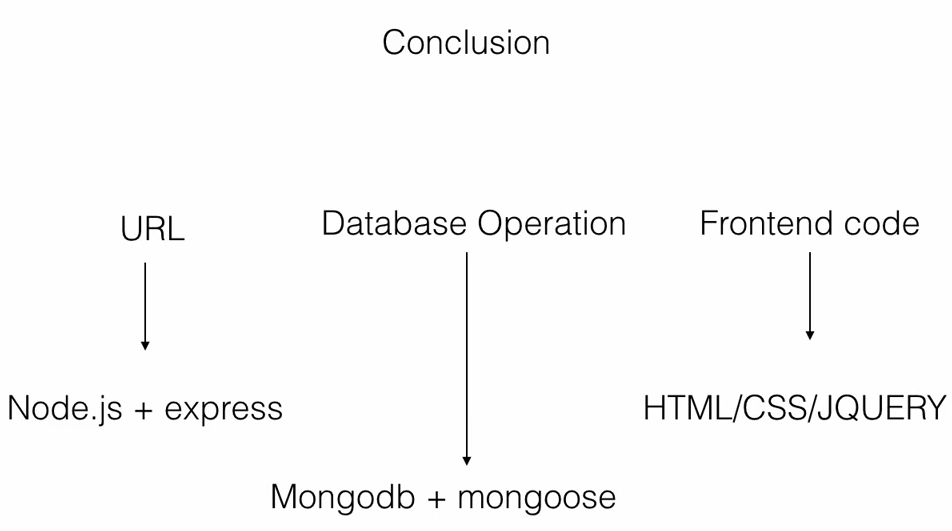 Conclusion
URL
Database Operation
Frontend code
Node.js + express
HTML/CSS/JQUERY
Mongodb + mongoose